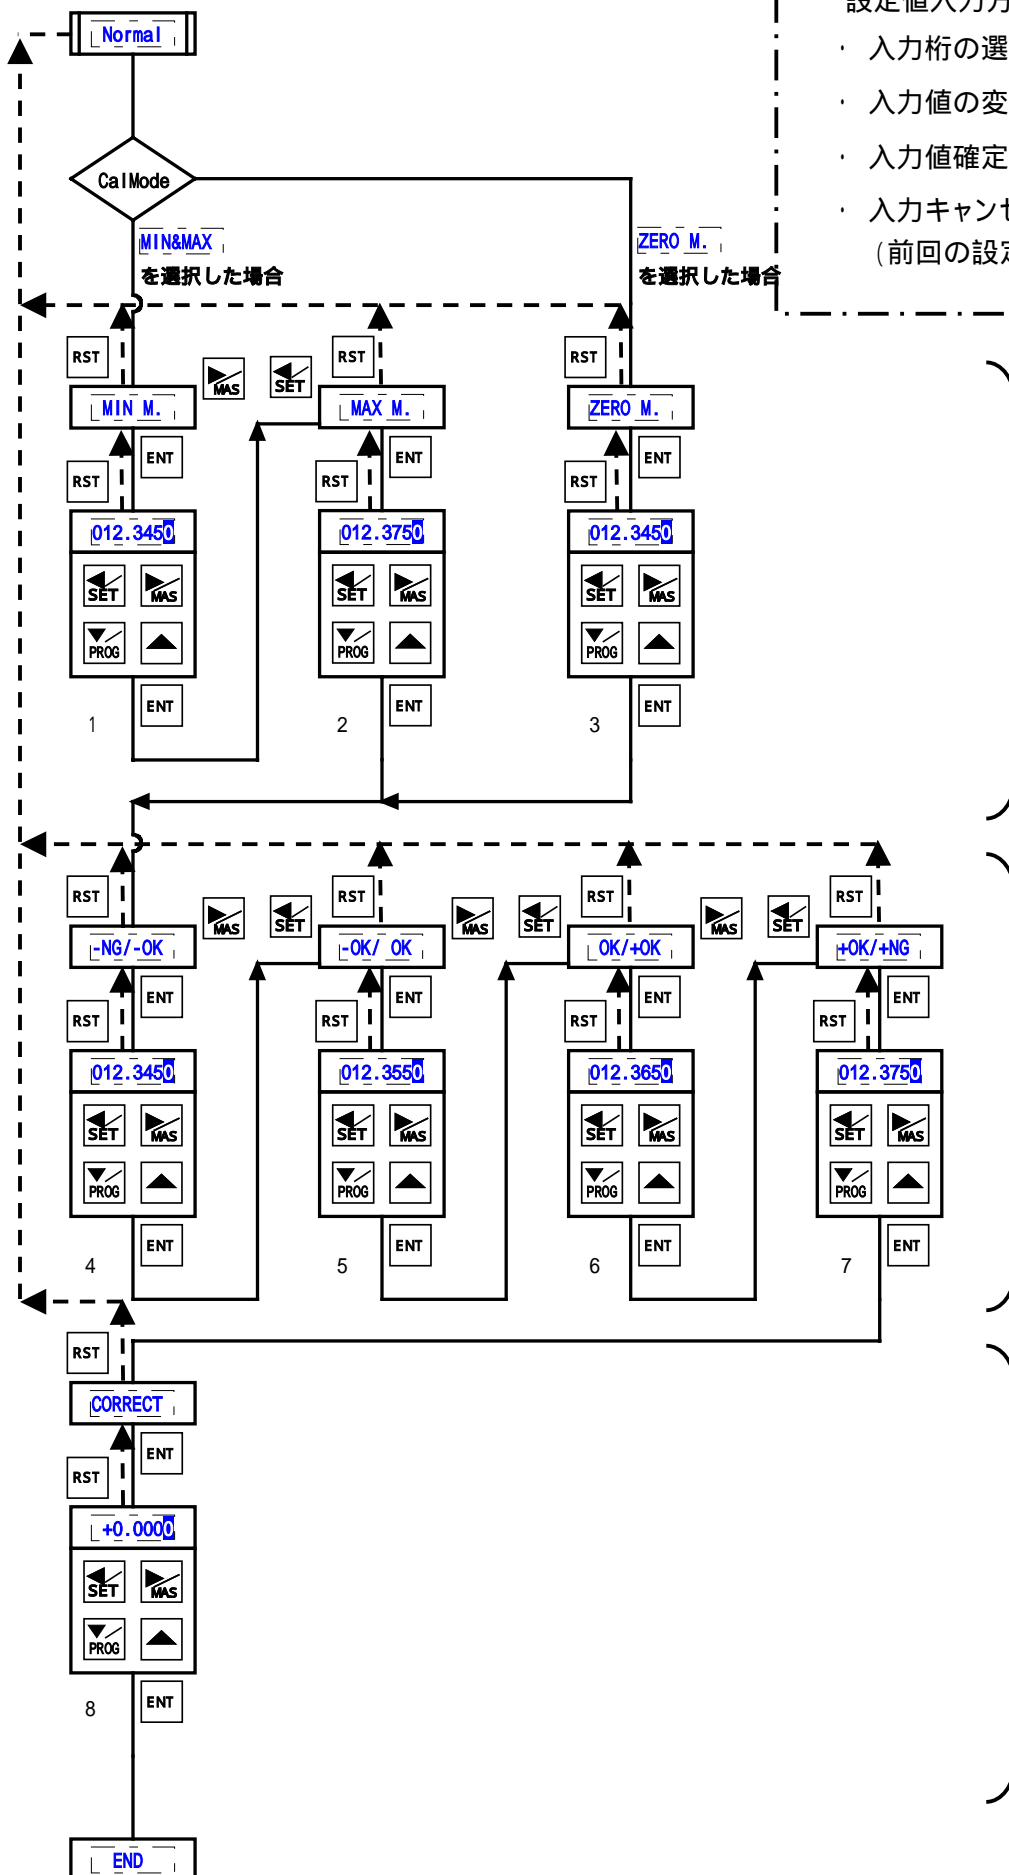 Normal
設定値入力方
・ 入力桁の選
・ 入力値の変
・ 入力値確定
・ 入力キャンセ
(前回の設定
CalMode
MIN&MAX
を選択した場合
ZERO M.
を選択した場合
RST
MAS
SET
RST
RST
MIN M.
MAX M.
ZERO M.
RST
ENT
RST
ENT
RST
ENT
012.3450
012.3750
012.3450
SET
MAS
SET
MAS
SET
MAS
PROG
PROG
PROG
1
ENT
2
ENT
3
ENT
RST
MAS
SET
RST
MAS
SET
RST
MAS
SET
RST
-NG/-OK
-OK/ OK
OK/+OK
+OK/+NG
RST
ENT
RST
ENT
RST
ENT
RST
ENT
012.3450
012.3550
012.3650
012.3750
SET
MAS
SET
MAS
SET
MAS
SET
MAS
PROG
PROG
PROG
PROG
4
ENT
5
ENT
6
ENT
7
ENT
RST
CORRECT
RST
ENT
+0.0000
SET
MAS
PROG
8
ENT
END